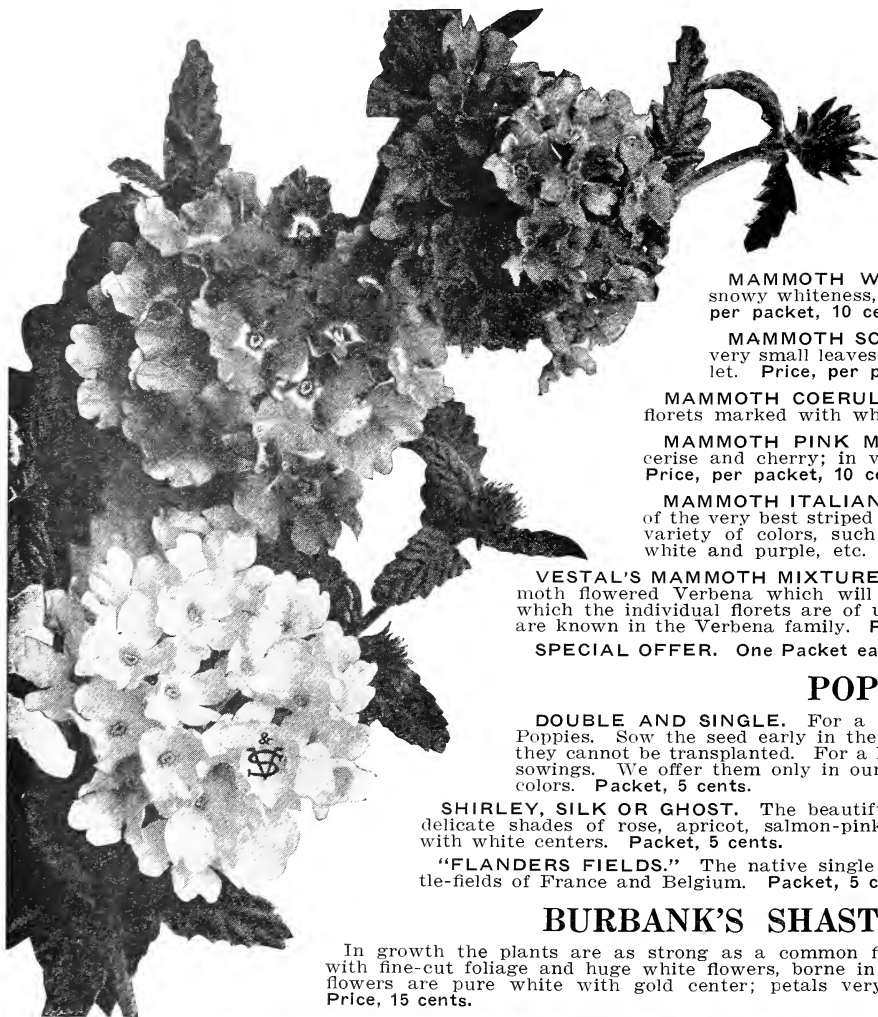 MAMMOTH W
snowy whiteness,
per packet, 10 ce
MAMMOTH SC
very small leaves
let. Price, per p
MAMMOTH COERUL
florets marked with wh
MAMMOTH PINK M
cerise and cherry; in v
Price, per packet, 10 ce
MAMMOTH ITALIAN
of the very best striped
variety of colors, such
white and purple, etc.
VESTAL'S MAMMOTH MIXTURE
moth flowered Verbena which will
which the individual florets are of u
are known in the Verbena family. P
SPECIAL OFFER. One Packet ea
POP
DOUBLE AND SINGLE. For a
Poppies. Sow the seed early in the
they cannot be transplanted. For a l
sowings. We offer them only in our
colors. Packet, 5 cents.
SHIRLEY, SILK OR GHOST. The beautif
delicate shades of rose, apricot, salmon-pink
with white centers. Packet, 5 cents.
"FLANDERS FIELDS." The native single
tle-fields of France and Belgium. Packet, 5 c
BURBANK'S SHAST
In growth the plants are as strong as a common f
with fine-cut foliage and huge white flowers, borne in
flowers are pure white with gold center; petals very
Price, 15 cents.